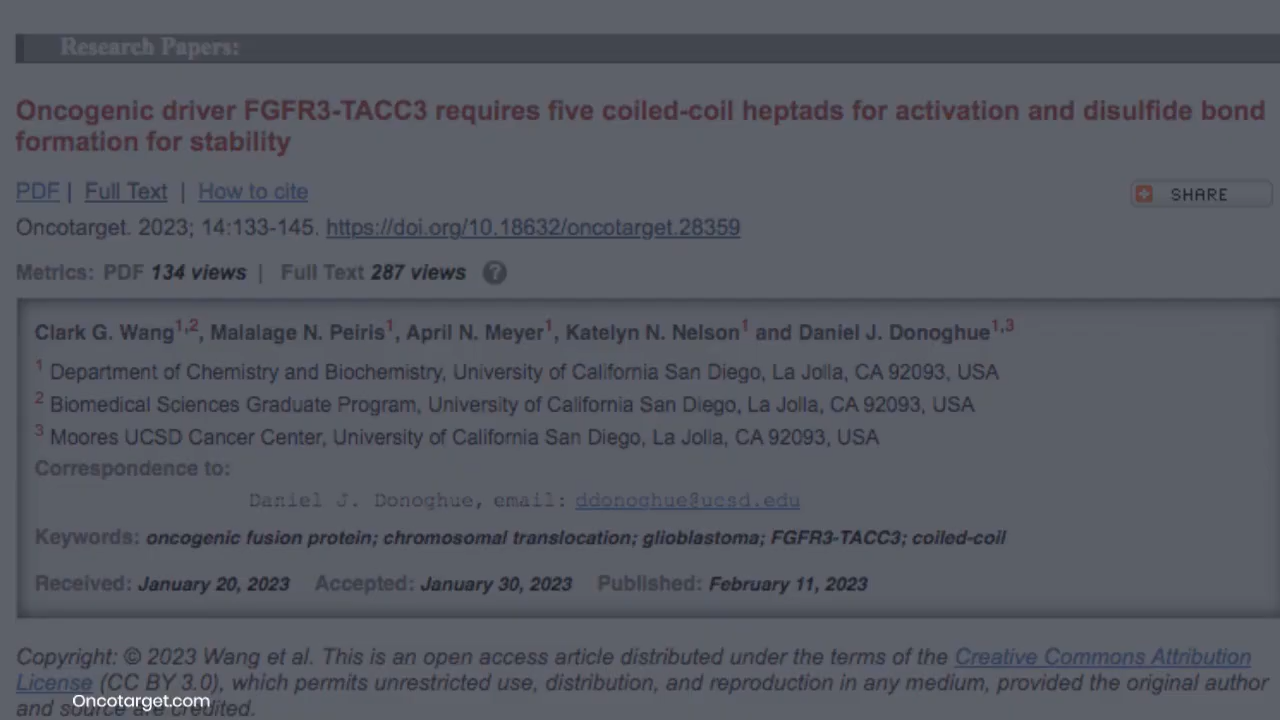 Research Papers:
Oncogenic driver FGFR3-TACC3 requires five coiled-coil heptads for activation and disulfide bond
formation for stability
PDF | Full Text | How to cite
SHARE
Oncotarget. 2023; 14:133-145. https://doi.org/10.18632/oncotarget.28359
Metrics: PDF 134 views | Full Text 287 views ?
Clark G. Wang1,2, Malalage N. Peiris1, April N. Meyer1, Katelyn N. Nelson1 and Daniel J. Donoghue1,3
1 Department of Chemistry and Biochemistry, University of California San Diego, La Jolla, CA 92093, USA
2 Biomedical Sciences Graduate Program, University of California San Diego, La Jolla, CA 92093, USA
3 Moores UCSD Cancer Center, University of California San Diego, La Jolla, CA 92093, USA
Correspondence to:
Daniel J. Donoghue, email: ddonoghue@ucsd.edu
Keywords: oncogenic fusion protein; chromosomal translocation; glioblastoma; FGFR3-TACC3; coiled-coil
Received: January 20, 2023 Accepted: January 30, 2023 Published: February 11, 2023
Copyright: © 2023 Wang et al. This is an open access article distributed under the terms of the Creative Commons Attribution
License (CC BY 3.0), which permits unrestricted use, distribution, and reproduction in any medium, provided the original author
and source are credited.
Oncotarget.com